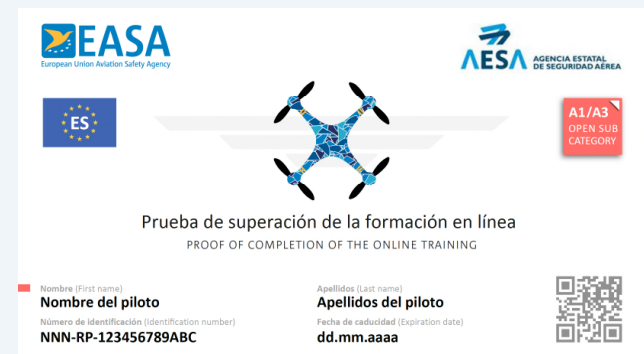 EASA
European Union Aviation Safety Agency
AESA
AGENCIA ESTATAL
DE SEGURIDAD AÉREA
ES
A1/A3
OPEN SUB
CATEGORY
Prueba de superación de la formación en línea
PROOF OF COMPLETION OF THE ONLINE TRAINING
Nombre (First name)
Nombre del piloto
Apellidos (Last name)
Apellidos del piloto
Número de identificación (Identification number)
NNN-RP-123456789ABC
Fecha de caducidad (Expiration date)
dd.mm.aaaa